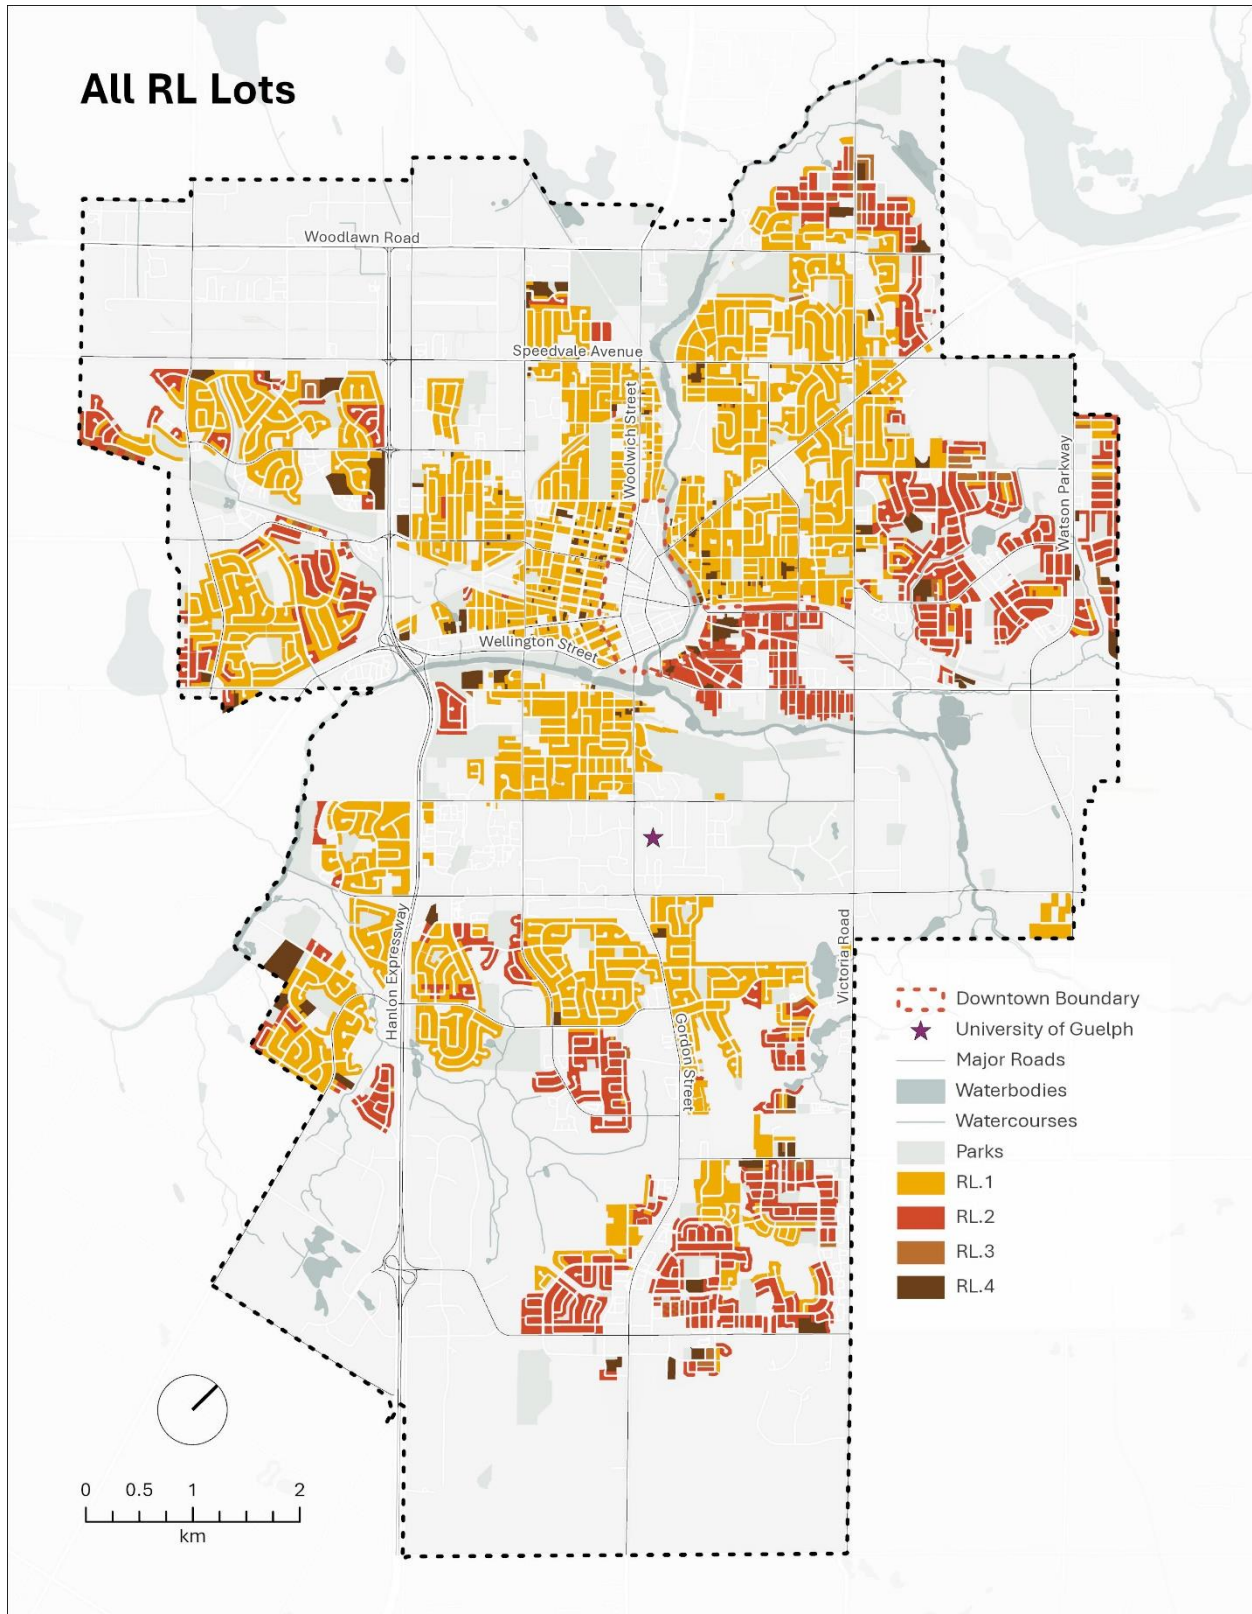 All RL Lots
Woodlawn Road
Speedvale Avenue
Woolwich Street
Watson Parkway
Wellington Street
Hanlon Expressway
Gordon Street
Victoria Road
Downtown Boundary
University of Guelph
Major Roads
Waterbodies
Watercourses
Parks
RL.1
RL.2
RL.3
RL.4
0 0.5 1 2
km